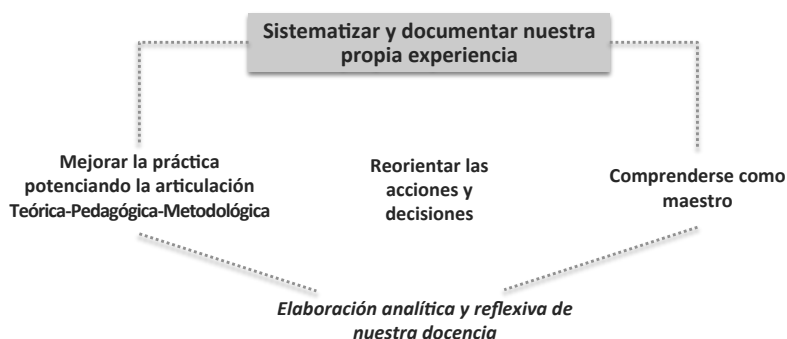 Sistematizar y documentar nuestra
propia experiencia
Mejorar la práctica
potenciando la articulación
Teórica-Pedagógica-Metodológica
Reorientar las
acciones y
decisiones
Comprenderse como
maestro
Elaboración analítica y reflexiva de
nuestra docencia